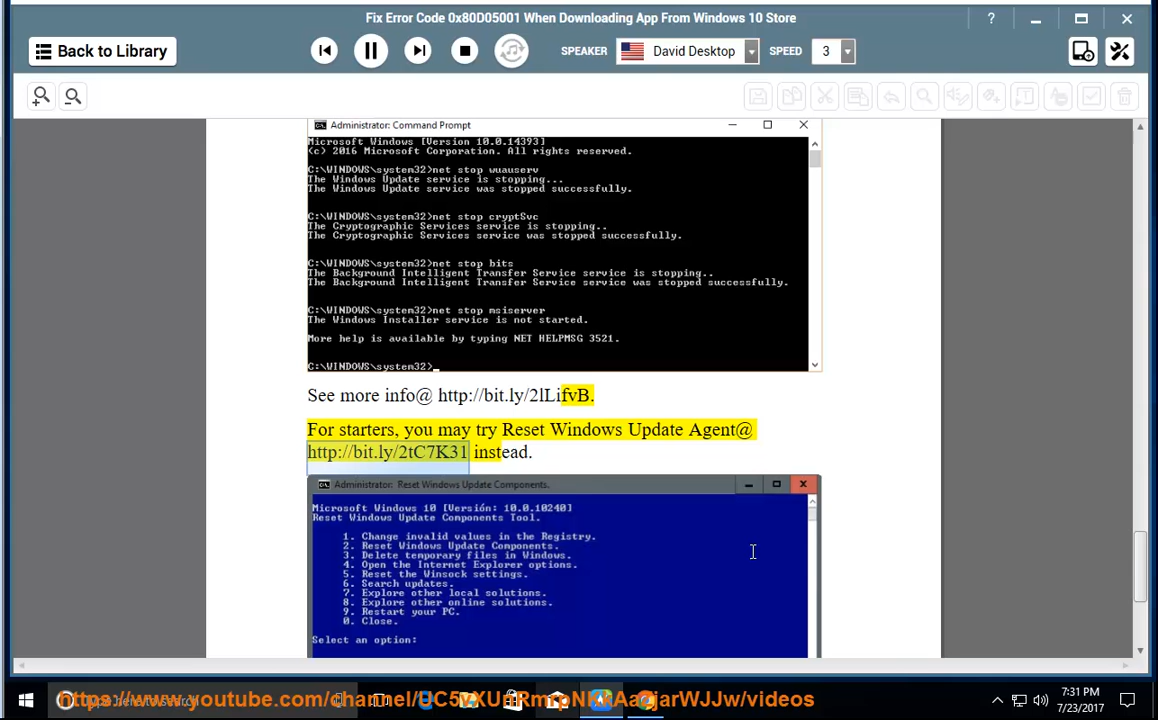 Fix Error Code 0x80D05001 When Downloading App From Windows 10 Store
?
Back to Library
SPEAKER
David Desktop
SPEED
3
Administrator: Command Prompt
Microsoft Windows [Version 10.0.14393]
(c) 2016 Microsoft Corporation. All rights reserved.
C:\WINDOWS\system32>net stop wuauserv
The Windows Update service is stopping...
The Windows Update service was stopped successfully.
C:\WINDOWS\system32>net stop cryptSvc
The Cryptographic Services service is stopping..
The Cryptographic Services service was stopped successfully.
C:\WINDOWS\system32>net stop bits
The Background Intelligent Transfer Service service is stopping..
The Background Intelligent Transfer Service service was stopped successfully.
C:\WINDOWS\system32>net stop msiserver
The Windows Installer service is not started.
More help is available by typing NET HELPMSG 3521.
C:\WINDOWS\system32>_
See more info@ http://bit.ly/2lLifvB.
For starters, you may try Reset Windows Update Agent@
http://bit.ly/2tC7K31 instead.
Administrator: Reset Windows Update Components.
Microsoft Windows 10 [Versión: 10.0.10240]
Reset Windows Update Components Tool.
1. Change invalid values in the Registry.
2. Reset Windows Update Components.
3. Delete temporary files in Windows.
4. Open the Internet Explorer options.
5. Reset the Winsock settings.
6. Search updates.
7. Explore other local solutions.
8. Explore other online solutions.
9. Restart your PC.
0. Close.
Select an option:
7:31 PM
7/23/2017